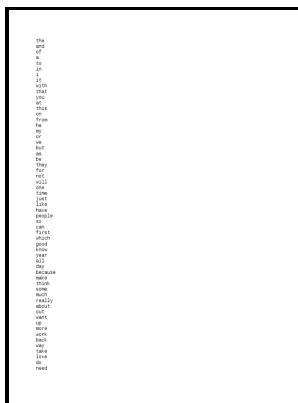 the
and
of
a
to
in
i
it
with
that
you
at
this
on
from
he
my
or
we
but
as
be
they
for
not
will
one
time
just
like
have
people
so
can
first
which
good
know
year
All
day
because
make
think
some
much
really
about
out
want
up
more
work
back
way
take
love
do
need